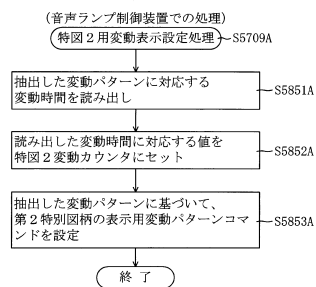 (音声ランプ制御装置での処理)
特図2用変動表示設定処理 S5709A
抽出した変動パターンに対応する
変動時間を読み出し
S5851A
読み出した変動時間に対応する値を
特図2変動カウンタにセット
S5852A
抽出した変動パターンに基づいて、
第2特別図柄の表示用変動パターンコマ
ンドを設定
S5853A
終了